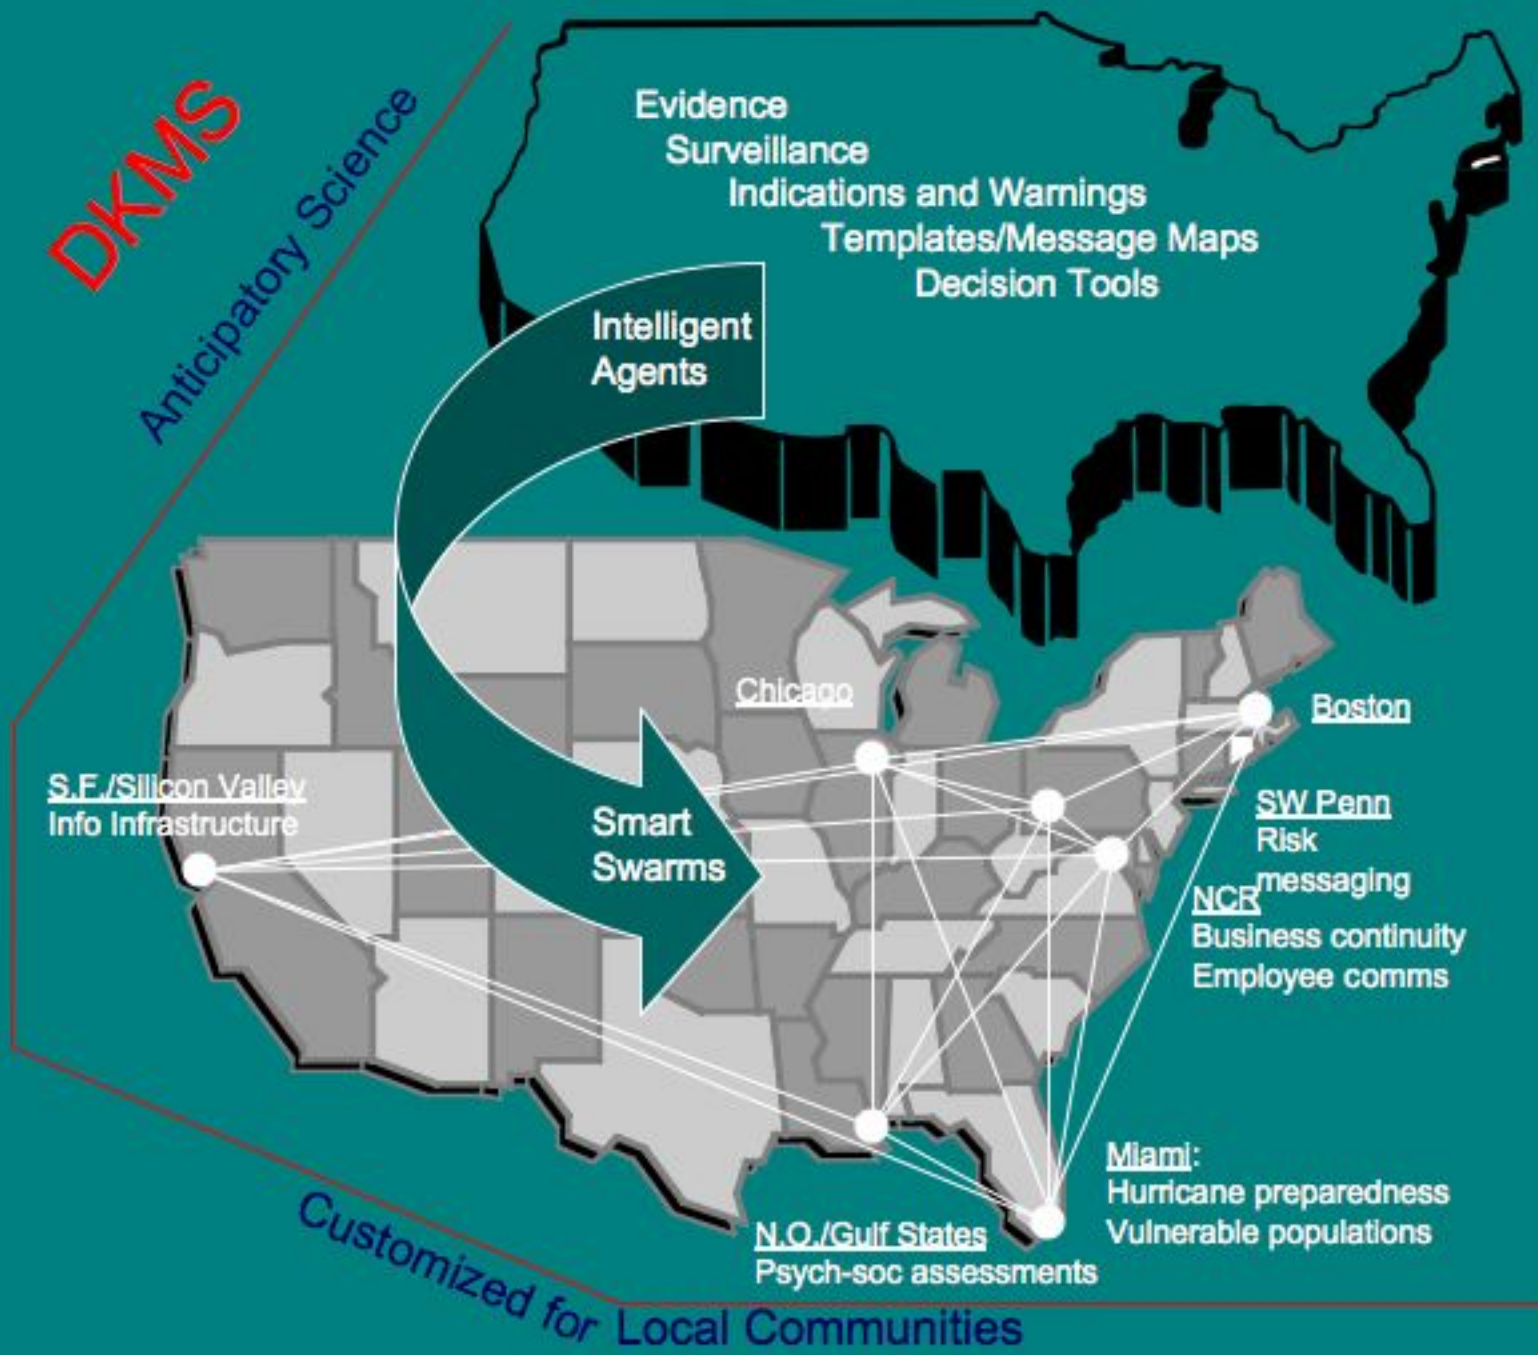 DKMS
Anticipatory Science
Evidence
Surveillance
Indications and Warnings
Templates/Message Maps
Decision Tools
Intelligent
Agents
Smart
Swarms
Chicago
Boston
S.F./Silicon Valley
Info Infrastructure
SW Penn
Risk
messaging
NCR
Business continuity
Employee comms
Miami:
Hurricane preparedness
Vulnerable populations
N.O./Gulf States
Psych-soc assessments
Customized for Local Communities